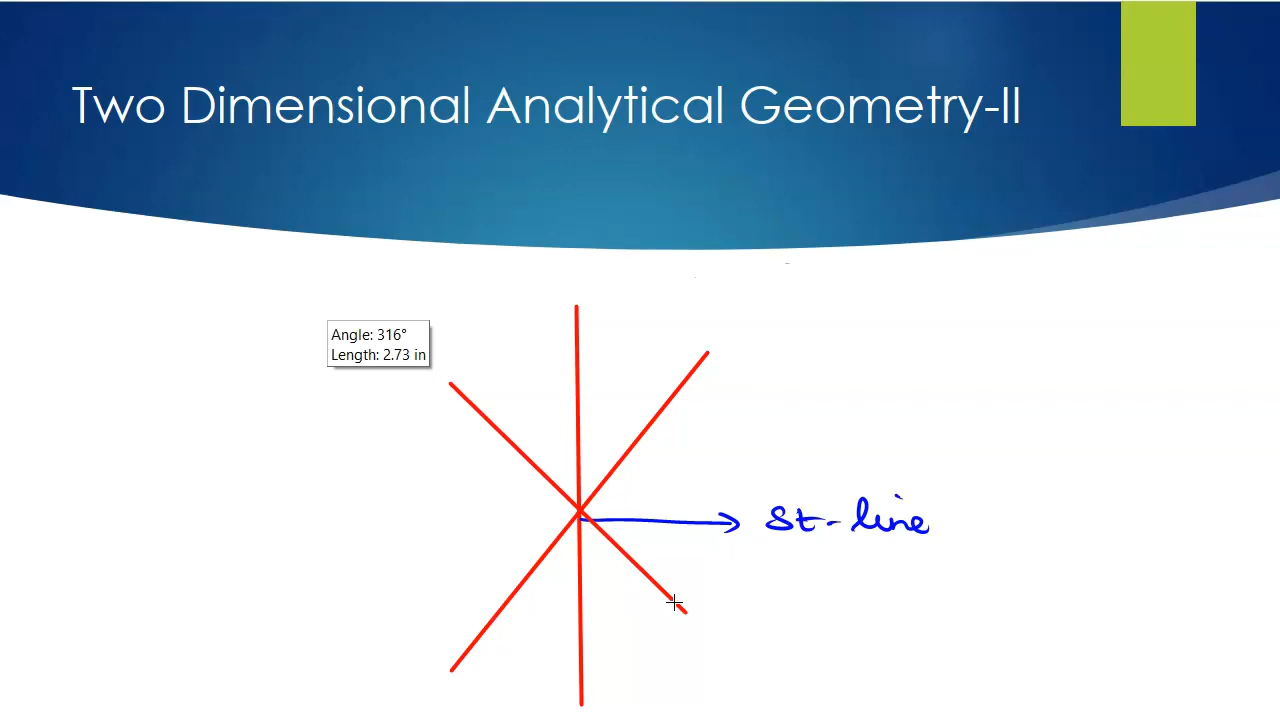 Two Dimensional Analytical Geometry-II
Angle: 316°
Length: 2.73 in
St-line